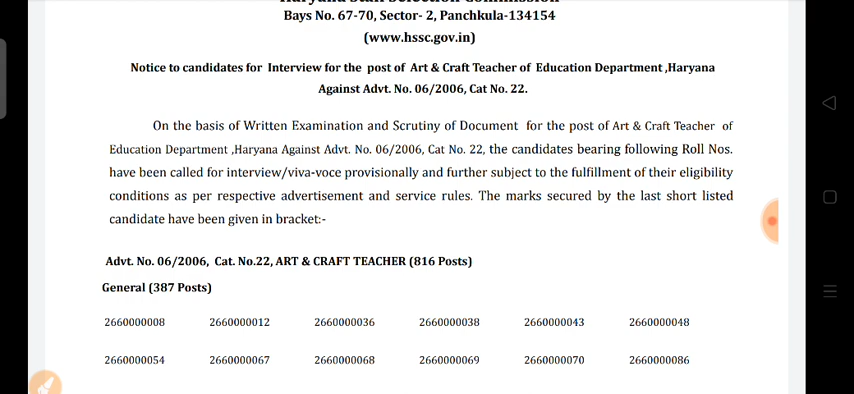 Haryana Staff Selection Commission
Bays No. 67-70, Sector- 2, Panchkula-134154
(www.hssc.gov.in)
Notice to candidates for Interview for the post of Art & Craft Teacher of Education Department ,Haryana
Against Advt. No. 06/2006, Cat No. 22.
On the basis of Written Examination and Scrutiny of Document for the post of Art & Craft Teacher of
Education Department ,Haryana Against Advt. No. 06/2006, Cat No. 22, the candidates bearing following Roll Nos.
have been called for interview/viva-voce provisionally and further subject to the fulfillment of their eligibility
conditions as per respective advertisement and service rules. The marks secured by the last short listed
candidate have been given in bracket:-
Advt. No. 06/2006, Cat. No.22, ART & CRAFT TEACHER (816 Posts)
General (387 Posts)
2660000008 2660000012 2660000036 2660000038 2660000043 2660000048
2660000054 2660000067 2660000068 2660000069 2660000070 2660000086